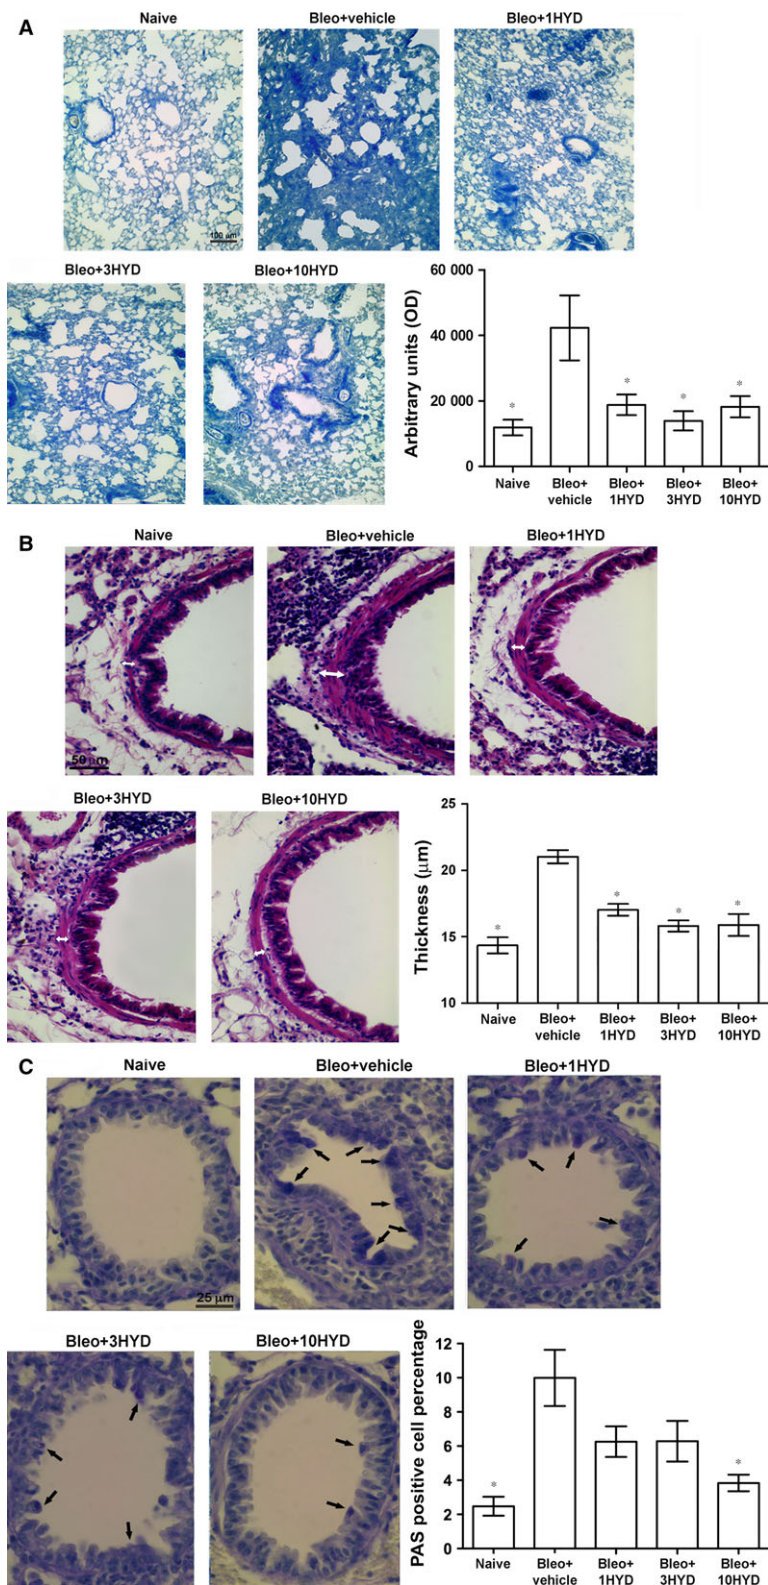 A
Naive
Bleo+vehicle
Bleo+1HYD
100 µm
Bleo+3HYD
Bleo+10HYD
Arbitrary units (OD)
60 000
40 000
20 000
0
*
*
*
*
Naive
Bleo+
vehicle
Bleo+
1HYD
Bleo+
3HYD
Bleo+
10HYD
B
Naive
Bleo+vehicle
Bleo+1HYD
50 µm
Bleo+3HYD
Bleo+10HYD
Thickness (µm)
25
20
15
10
*
*
*
*
Naive
Bleo+
vehicle
Bleo+
1HYD
Bleo+
3HYD
Bleo+
10HYD
C
Naive
Bleo+vehicle
Bleo+1HYD
25 µm
Bleo+3HYD
Bleo+10HYD
PAS positive cell percentage
12
10
8
6
4
2
0
*
*
Naive
Bleo+
vehicle
Bleo+
1HYD
Bleo+
3HYD
Bleo+
10HYD